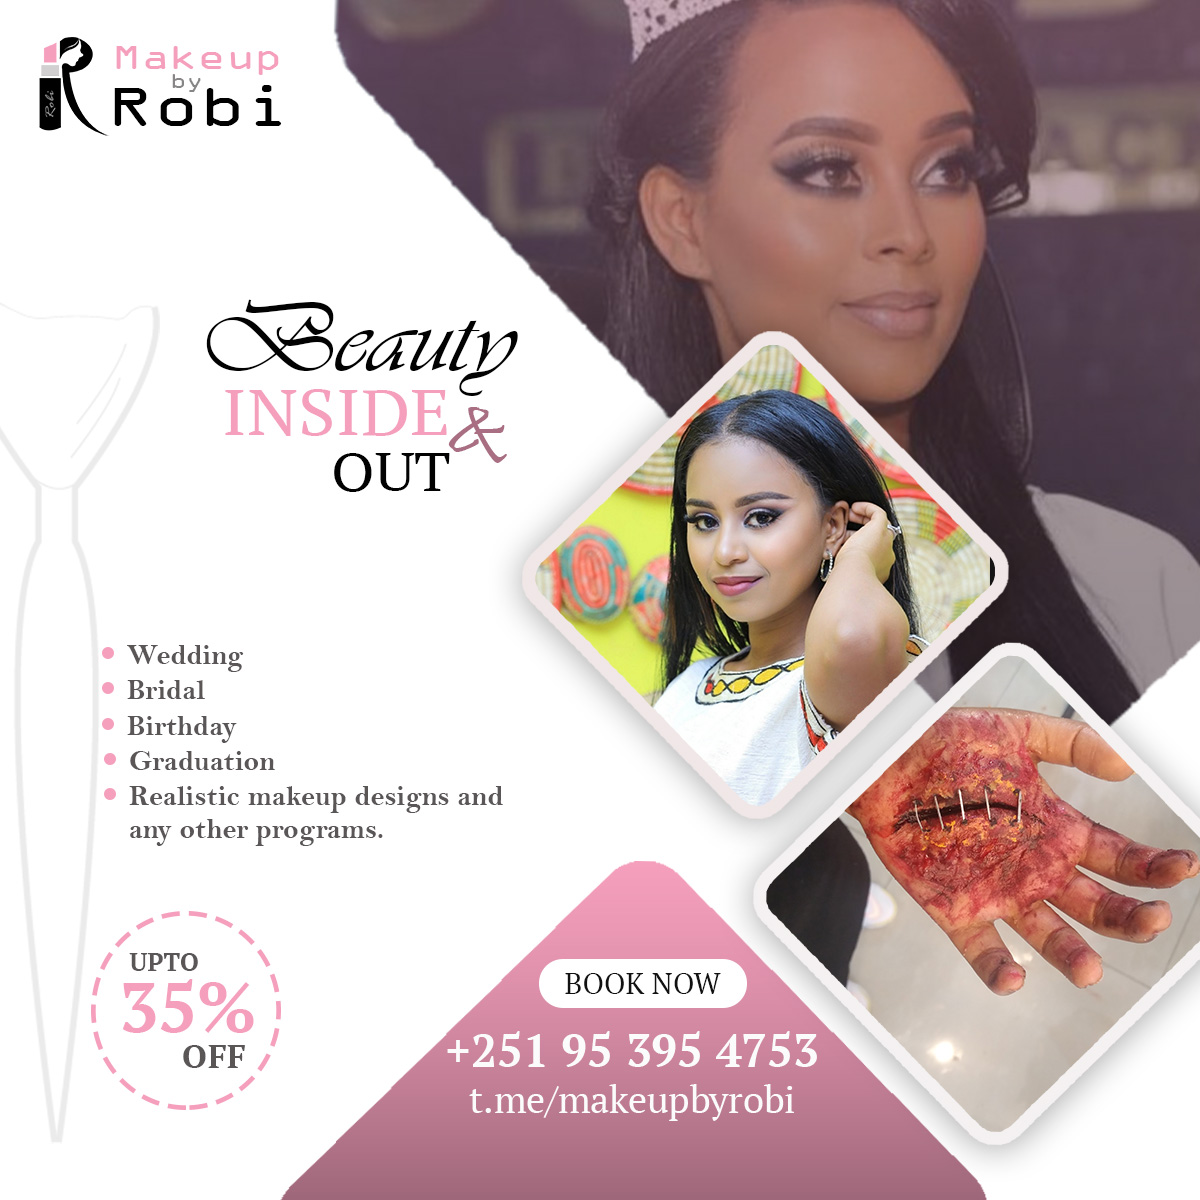 Makeup
by
Robi
Robi
Beauty
INSIDE &
OUT
Wedding
Bridal
Birthday
Graduation
Realistic makeup designs and
any other programs.
UPTO
35%
OFF
BOOK NOW
+251 95 395 4753
t.me/makeupbyrobi